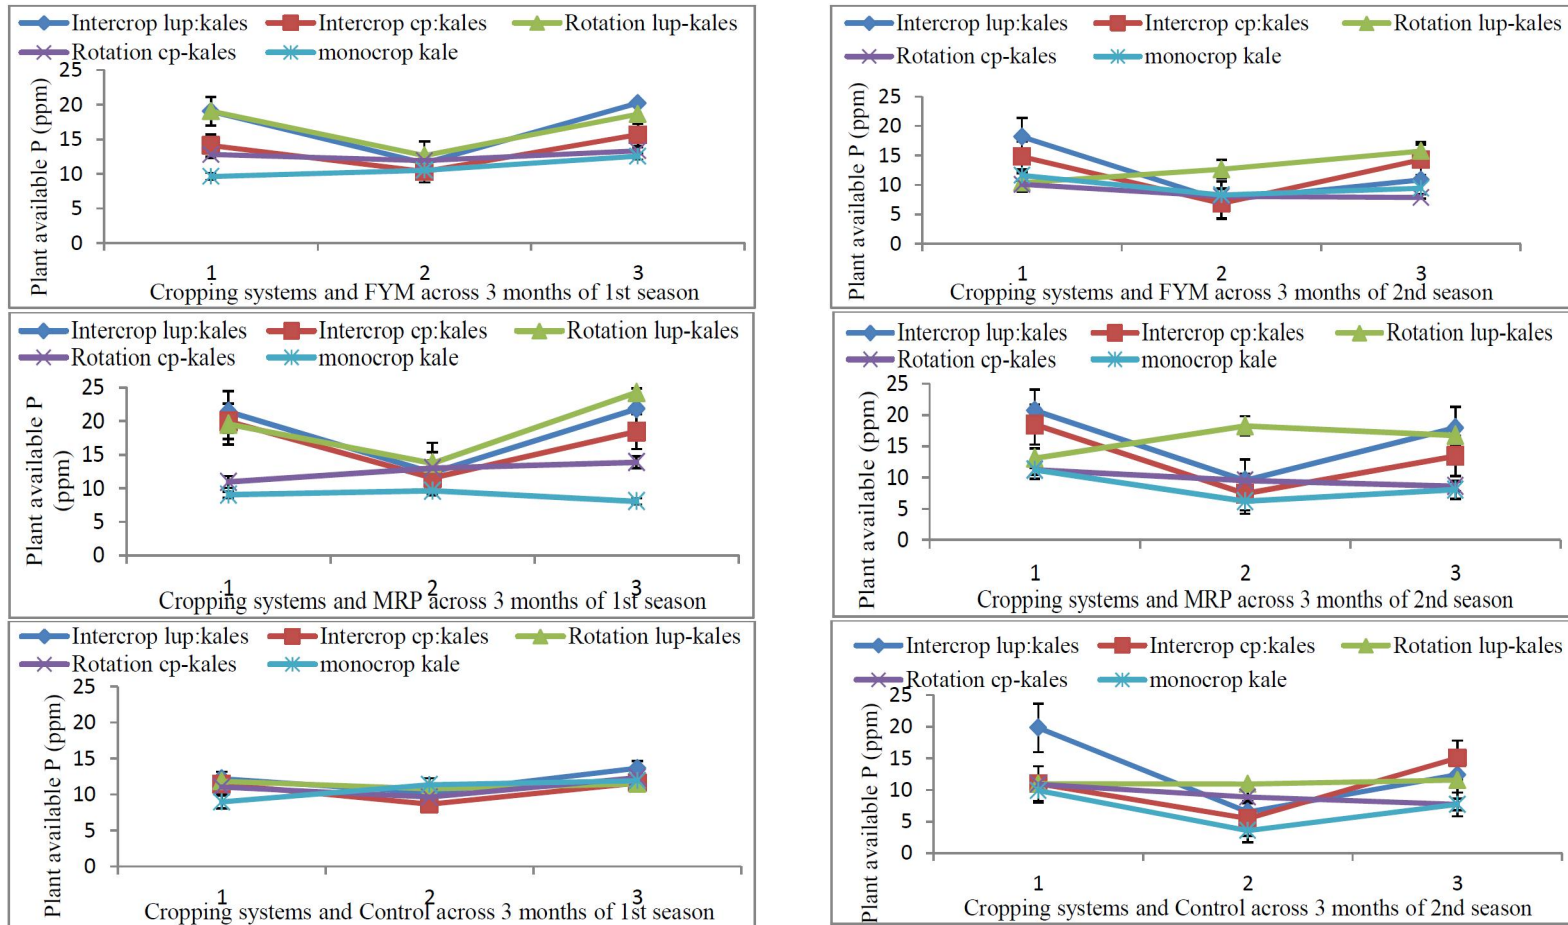 Intercrop lup:kales Intercrop cp:kales Rotation lup-kales
Rotation cp-kales monocrop kale
Plant available P (ppm)
25
20
15
10
5
0
1 2 3
Cropping systems and FYM across 3 months of 1st season
Intercrop lup:kales Intercrop cp:kales Rotation lup-kales
Rotation cp-kales monocrop kale
Plant available P (ppm)
25
20
15
10
5
0
1 2 3
Cropping systems and FYM across 3 months of 2nd season
Intercrop lup:kales Intercrop cp:kales Rotation lup-kales
Rotation cp-kales monocrop kale
Plant available P
(ppm)
25
20
15
10
5
0
1 2 3
Cropping systems and MRP across 3 months of 1st season
Intercrop lup:kales Intercrop cp:kales Rotation lup-kales
Rotation cp-kales monocrop kale
Plant available P (ppm)
25
20
15
10
5
0
1 2 3
Cropping systems and MRP across 3 months of 2nd season
Intercrop lup:kales Intercrop cp:kales Rotation lup-kales
Rotation cp-kales monocrop kale
Plant available P (ppm)
25
20
15
10
5
0
1 2 3
Cropping systems and Control across 3 months of 1st season
Intercrop lup:kales Intercrop cp:kales Rotation lup-kales
Rotation cp-kales monocrop kale
Plant available P (ppm)
25
20
15
10
5
0
1 2 3
Cropping systems and Control across 3 months of 2nd season